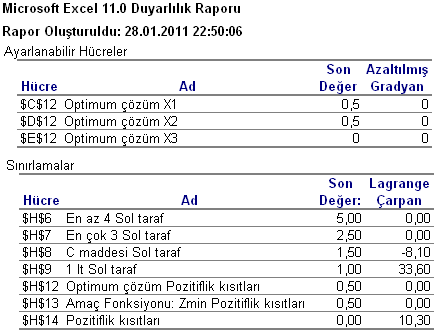 Microsoft Excel 11.0 Duyarlılık Raporu
Rapor Oluşturuldu: 28.01.2011 22:50:06
Ayarlanabilir Hücreler
Son Azaltılmış
Hücre Ad Değer Gradyan
$C$12 Optimum çözüm X1 0,5 0
$D$12 Optimum çözüm X2 0,5 0
$E$12 Optimum çözüm X3 0 0
Sınırlamalar
Son Lagrange
Hücre Ad Değer: Çarpan
$H$6 En az 4 Sol taraf 5,00 0,00
$H$7 En çok 3 Sol taraf 2,50 0,00
$H$8 C maddesi Sol taraf 1,50 -8,10
$H$9 1 lt Sol taraf 1,00 33,60
$H$12 Optimum çözüm Pozitiflik kısıtları 0,50 0,00
$H$13 Amaç Fonksiyonu: Zmin Pozitiflik kısıtları 0,50 0,00
$H$14 Pozitiflik kısıtları 0,00 10,30